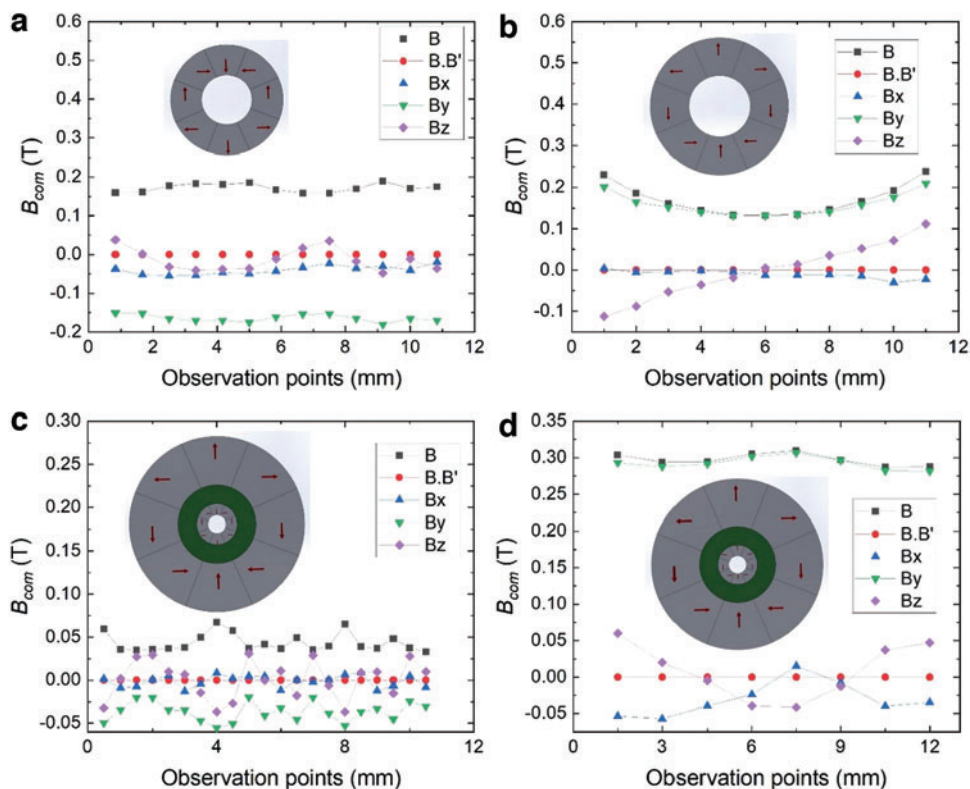 a
0.6
0.5
0.4
0.3
0.2
0.1
0.0
-0.1
-0.2
B_com (T)
0 2 4 6 8 10 12
Observation points (mm)
B
B.B'
Bx
By
Bz
b
0.6
0.5
0.4
0.3
0.2
0.1
0.0
-0.1
B_com (T)
0 2 4 6 8 10 12
Observation points (mm)
B
B.B'
Bx
By
Bz
c
0.30
0.25
0.20
0.15
0.10
0.05
0.00
-0.05
B_com (T)
0 4 8 12
Observation points (mm)
B
B.B'
Bx
By
Bz
d
0.35
0.30
0.25
0.20
0.15
0.10
0.05
0.00
-0.05
B_com (T)
0 3 6 9 12
Observation points (mm)
B
B.B'
Bx
By
Bz